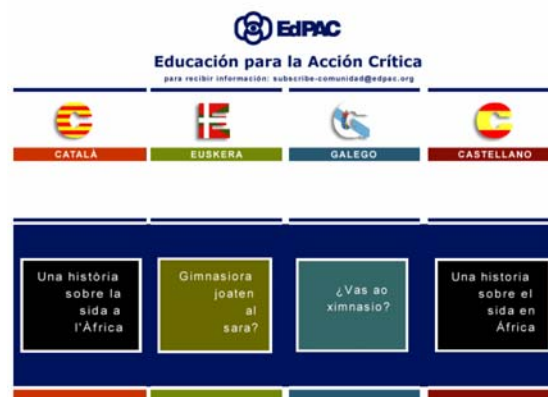 EdPAC
Educación para la Acción Crítica
para recibir información: subscribe-comunidad@edpac.org
CATALÀ
EUSKERA
GALEGO
CASTELLANO
Una història
sobre la
sida a
l'Àfrica
Gimnasiora
joaten
al
sara?
¿Vas ao
ximnasio?
Una historia
sobre el
sida en
África